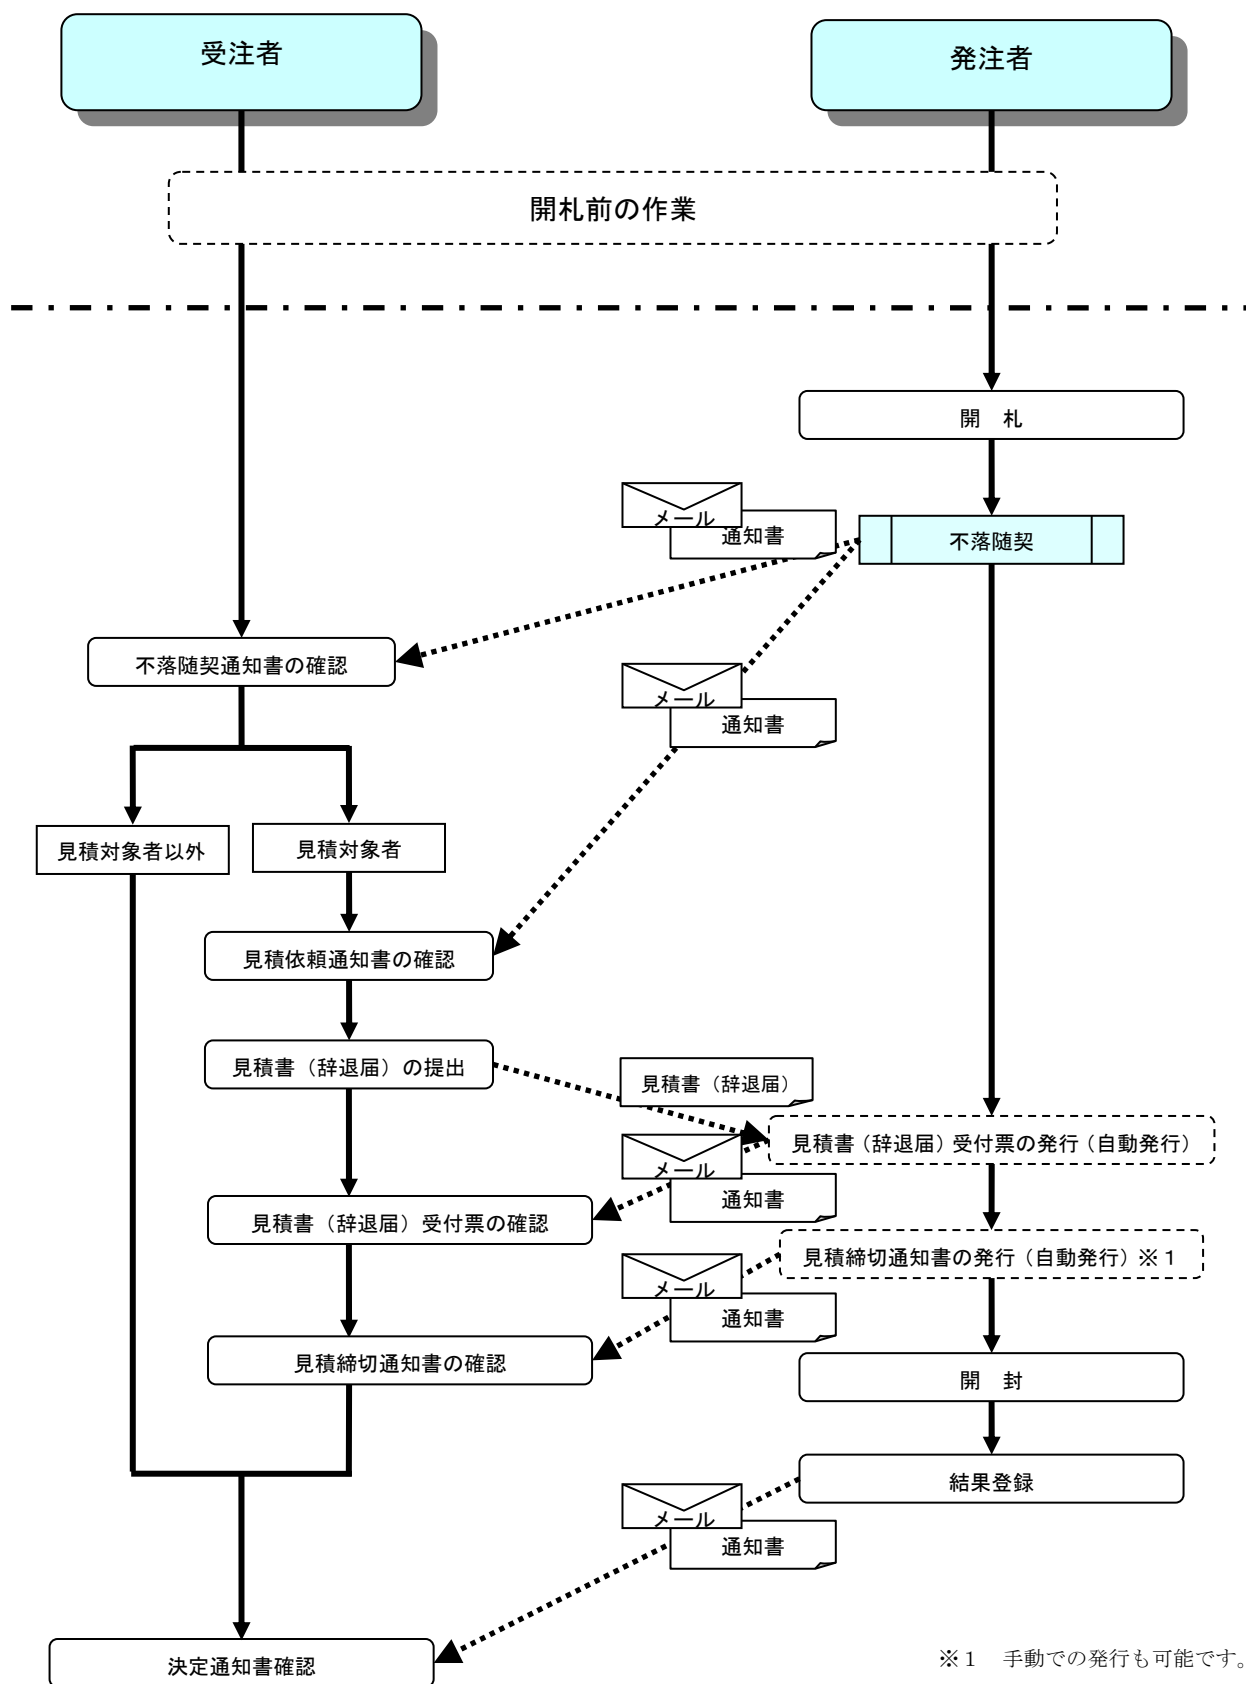 受注者
発注者
開札前の作業
開　札
メール
通知書
不落随契
不落随契通知書の確認
メール
通知書
見積対象者以外
見積対象者
見積依頼通知書の確認
見積書（辞退届）の提出
見積書（辞退届）
見積書（辞退届）受付票の発行（自動発行）
メール
通知書
見積書（辞退届）受付票の確認
見積締切通知書の発行（自動発行）※１
メール
通知書
見積締切通知書の確認
開　封
結果登録
メール
通知書
決定通知書確認
※１　手動での発行も可能です。